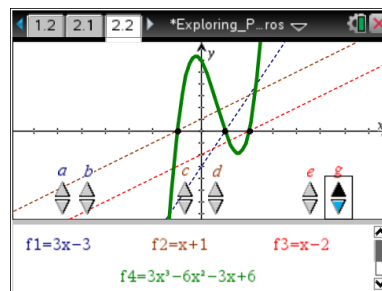 1.2 2.1 2.2 *Exploring_P...ros
y
x
a b c d e g
f1=3x-3 f2=x+1 f3=x-2
f4=3x³-6x²-3x+6